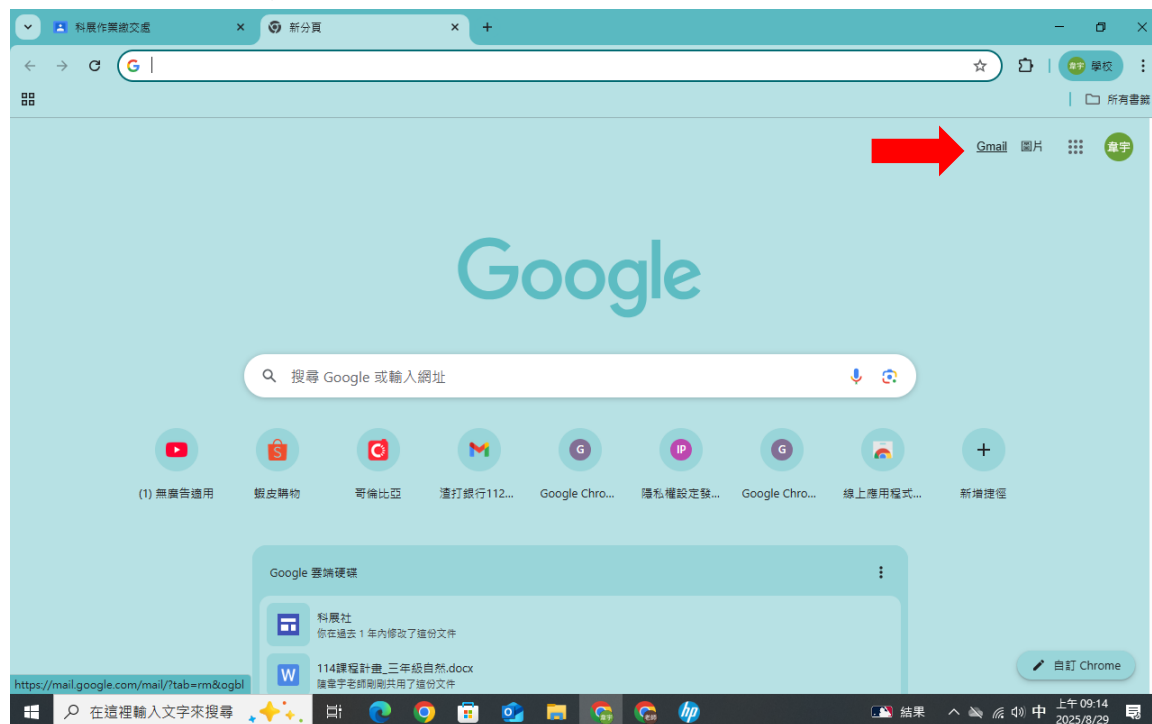 科展作業繳交處
新分頁
G
韋宇 學校
所有書籤
Gmail 圖片 韋宇
Google
搜尋 Google 或輸入網址
G IP G
(1) 無廣告適用 蝦皮購物 哥倫比亞 渣打銀行112... Google Chro... 隱私權設定發... Google Chro... 線上應用程式... 新增捷徑
Google 雲端硬碟
科展社
你在過去 1 年內修改了這份文件
W 114課程計畫_三年級自然.docx
陳韋宇老師剛剛共用了這份文件
自訂 Chrome
https://mail.google.com/mail/?tab=rm&ogbl
在這裡輸入文字來搜尋
韋宇 老師 hp
結果 中 上午 09:14
2025/8/29